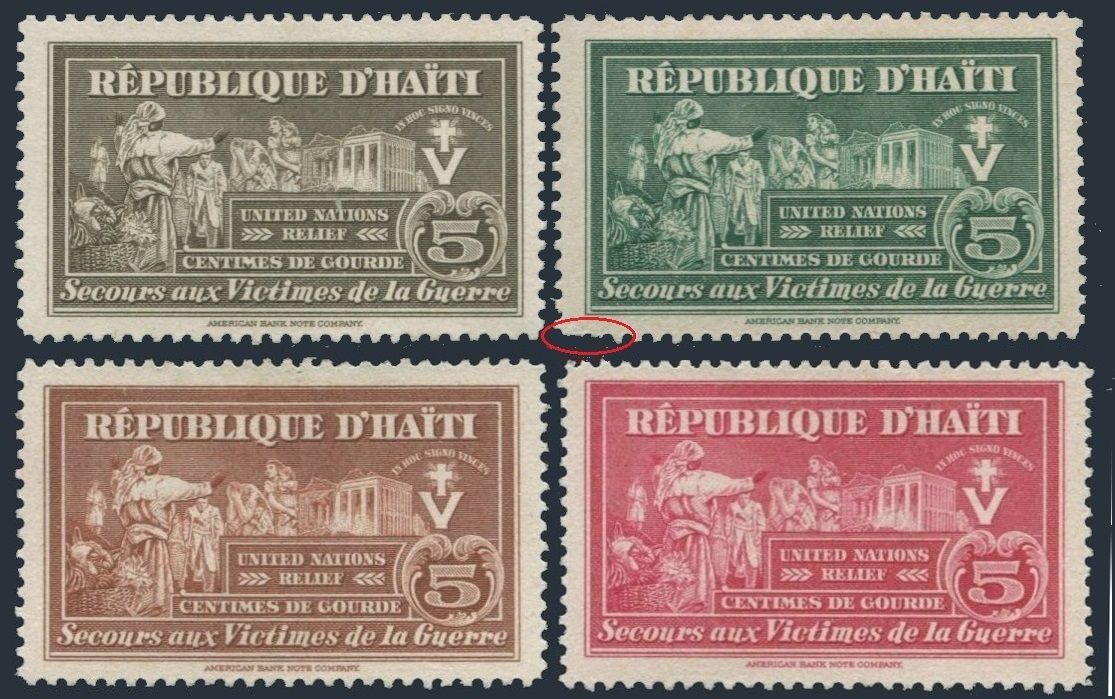 RÉPUBLIQUE D'HAÏTI
IN HOC SIGNO VINCES
V
UNITED NATIONS
RELIEF
5
CENTIMES DE GOURDE
Secours aux Victimes de la Guerre
AMERICAN BANK NOTE COMPANY.
RÉPUBLIQUE D'HAÏTI
IN HOC SIGNO VINCES
V
UNITED NATIONS
RELIEF
5
CENTIMES DE GOURDE
Secours aux Victimes de la Guerre
AMERICAN BANK NOTE COMPANY.
RÉPUBLIQUE D'HAÏTI
IN HOC SIGNO VINCES
V
UNITED NATIONS
RELIEF
5
CENTIMES DE GOURDE
Secours aux Victimes de la Guerre
AMERICAN BANK NOTE COMPANY.
RÉPUBLIQUE D'HAÏTI
IN HOC SIGNO VINCES
V
UNITED NATIONS
RELIEF
5
CENTIMES DE GOURDE
Secours aux Victimes de la Guerre
AMERICAN BANK NOTE COMPANY.